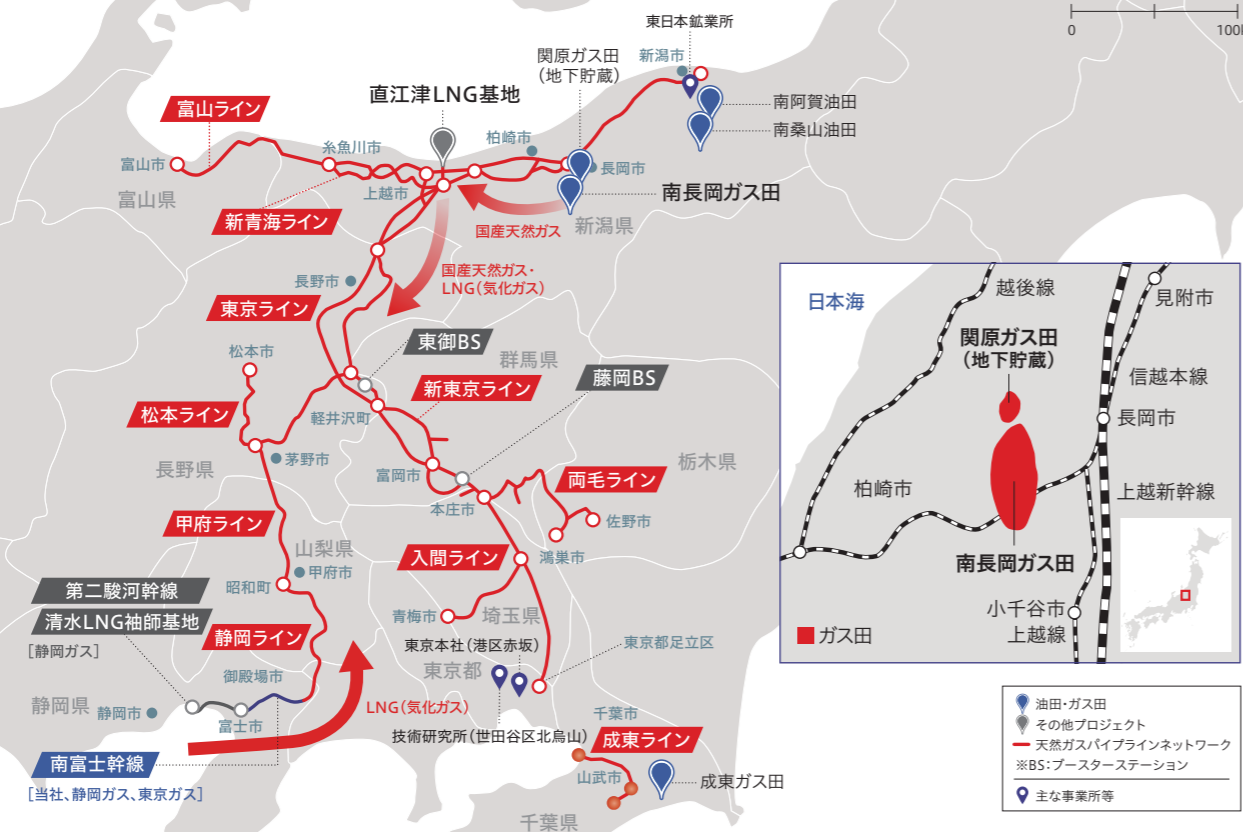 東日本鉱業所
0
100k
関原ガス田
（地下貯蔵）
新潟市
直江津LNG基地
南阿賀油田
南桑山油田
富山ライン
柏崎市
糸魚川市
富山市
長岡市
上越市
南長岡ガス田
富山県
新潟県
新青海ライン
国産天然ガス
国産天然ガス・
LNG（気化ガス）
長野市
東京ライン
東御BS
松本市
群馬県
藤岡BS
新東京ライン
松本ライン
軽井沢町
茅野市
長野県
富岡市
栃木県
両毛ライン
本庄市
佐野市
甲府ライン
鴻巣市
山梨県
入間ライン
甲府市
昭和町
第二駿河幹線
清水LNG袖師基地
［静岡ガス］
青梅市
埼玉県
静岡ライン
東京本社（港区赤坂）
東京都足立区
東京都
御殿場市
静岡県
静岡市
富士市
LNG（気化ガス）
千葉市
技術研究所（世田谷区北烏山）
成東ライン
南富士幹線
［当社、静岡ガス、東京ガス］
山武市
成東ガス田
千葉県
日本海
越後線
見附市
関原ガス田
（地下貯蔵）
信越本線
長岡市
柏崎市
上越新幹線
南長岡ガス田
小千谷市
上越線
ガス田
油田・ガス田
その他プロジェクト
天然ガスパイプラインネットワーク
※BS：ブースターステーション
主な事業所等